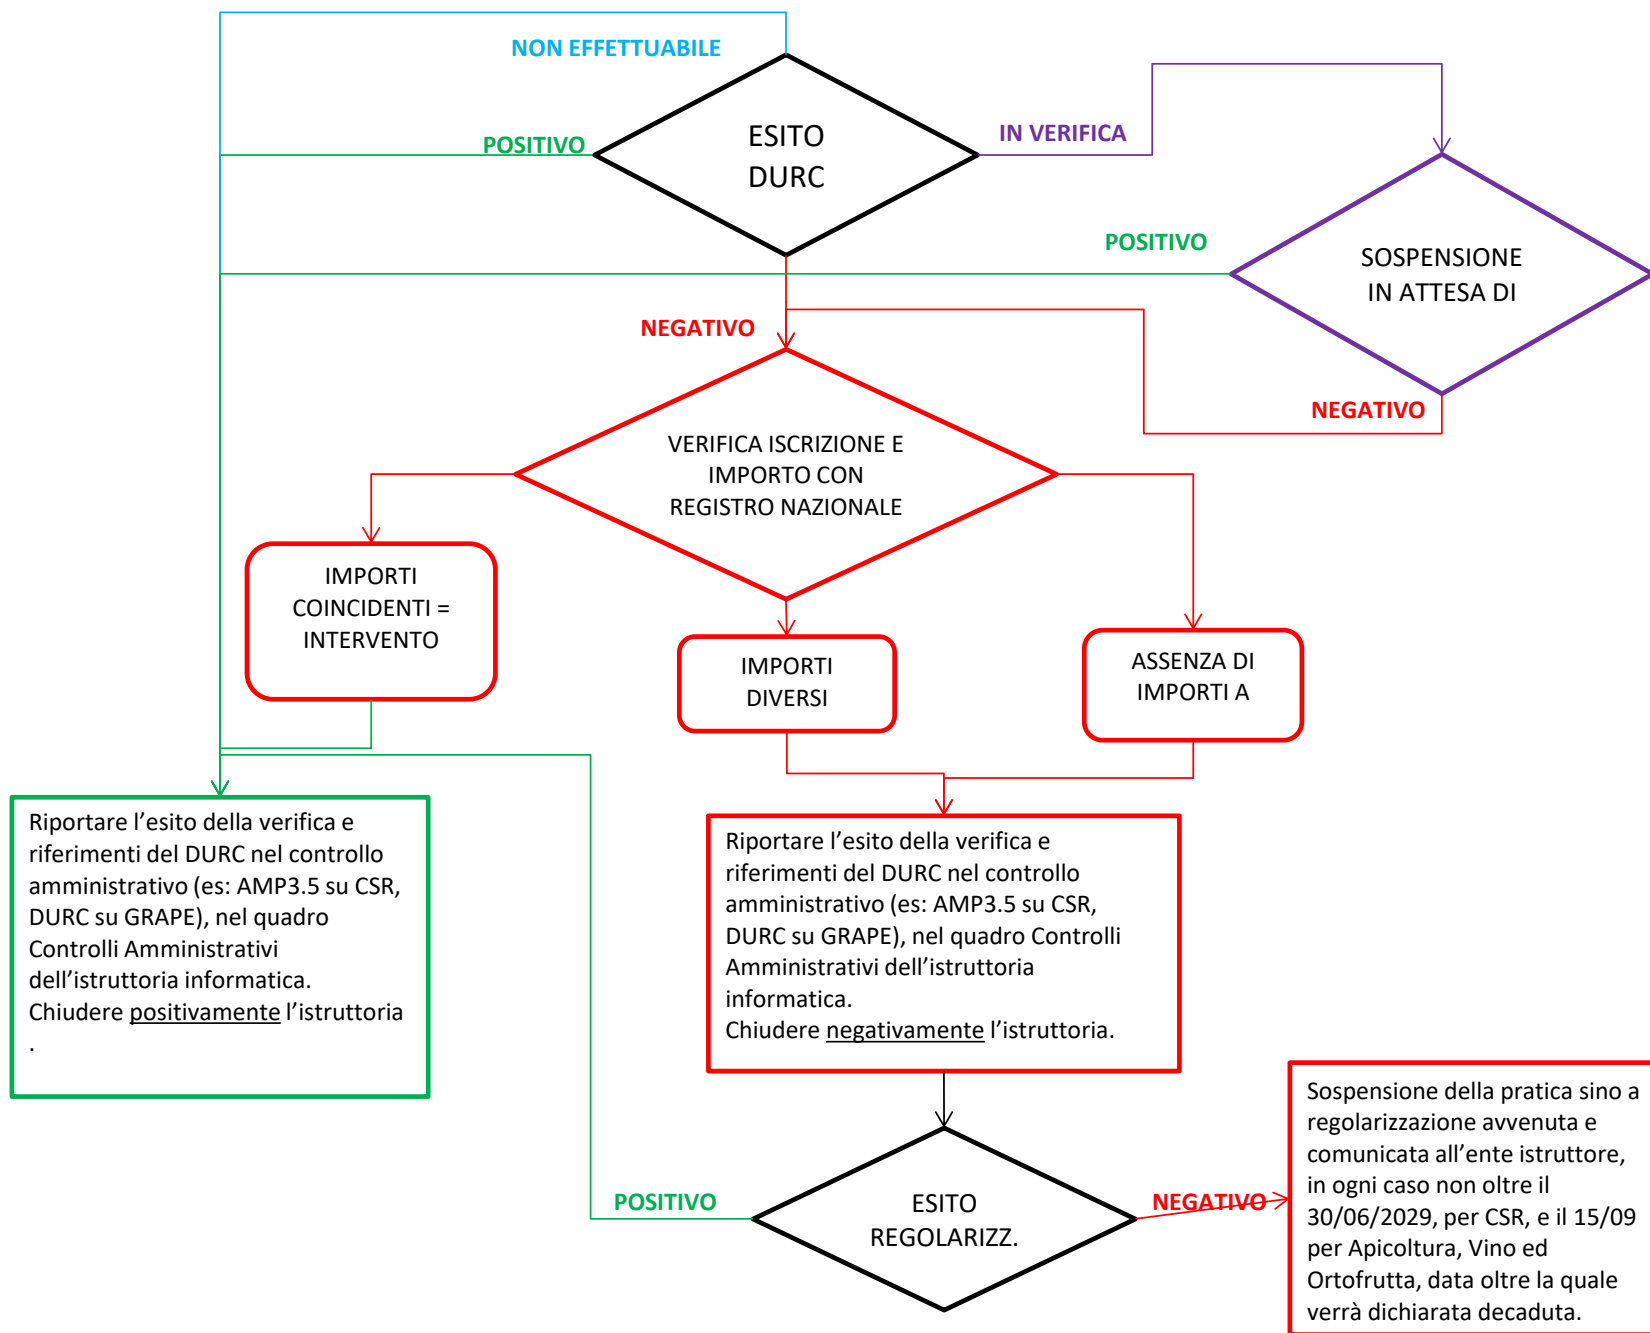 NON EFFETTUABILE
POSITIVO
ESITO
DURC
IN VERIFICA
POSITIVO
SOSPENSIONE
IN ATTESA DI
NEGATIVO
NEGATIVO
VERIFICA ISCRIZIONE E
IMPORTO CON
REGISTRO NAZIONALE
IMPORTI
COINCIDENTI =
INTERVENTO
IMPORTI
DIVERSI
ASSENZA DI
IMPORTI A
Riportare l’esito della verifica e
riferimenti del DURC nel controllo
amministrativo (es: AMP3.5 su CSR,
DURC su GRAPE), nel quadro
Controlli Amministrativi
dell’istruttoria informatica.
Chiudere positivamente l’istruttoria
.
Riportare l’esito della verifica e
riferimenti del DURC nel controllo
amministrativo (es: AMP3.5 su CSR,
DURC su GRAPE), nel quadro Controlli
Amministrativi dell’istruttoria
informatica.
Chiudere negativamente l’istruttoria.
POSITIVO
ESITO
REGOLARIZZ.
NEGATIVO
Sospensione della pratica sino a
regolarizzazione avvenuta e
comunicata all’ente istruttore,
in ogni caso non oltre il
30/06/2029, per CSR, e il 15/09
per Apicoltura, Vino ed
Ortofrutta, data oltre la quale
verrà dichiarata decaduta.